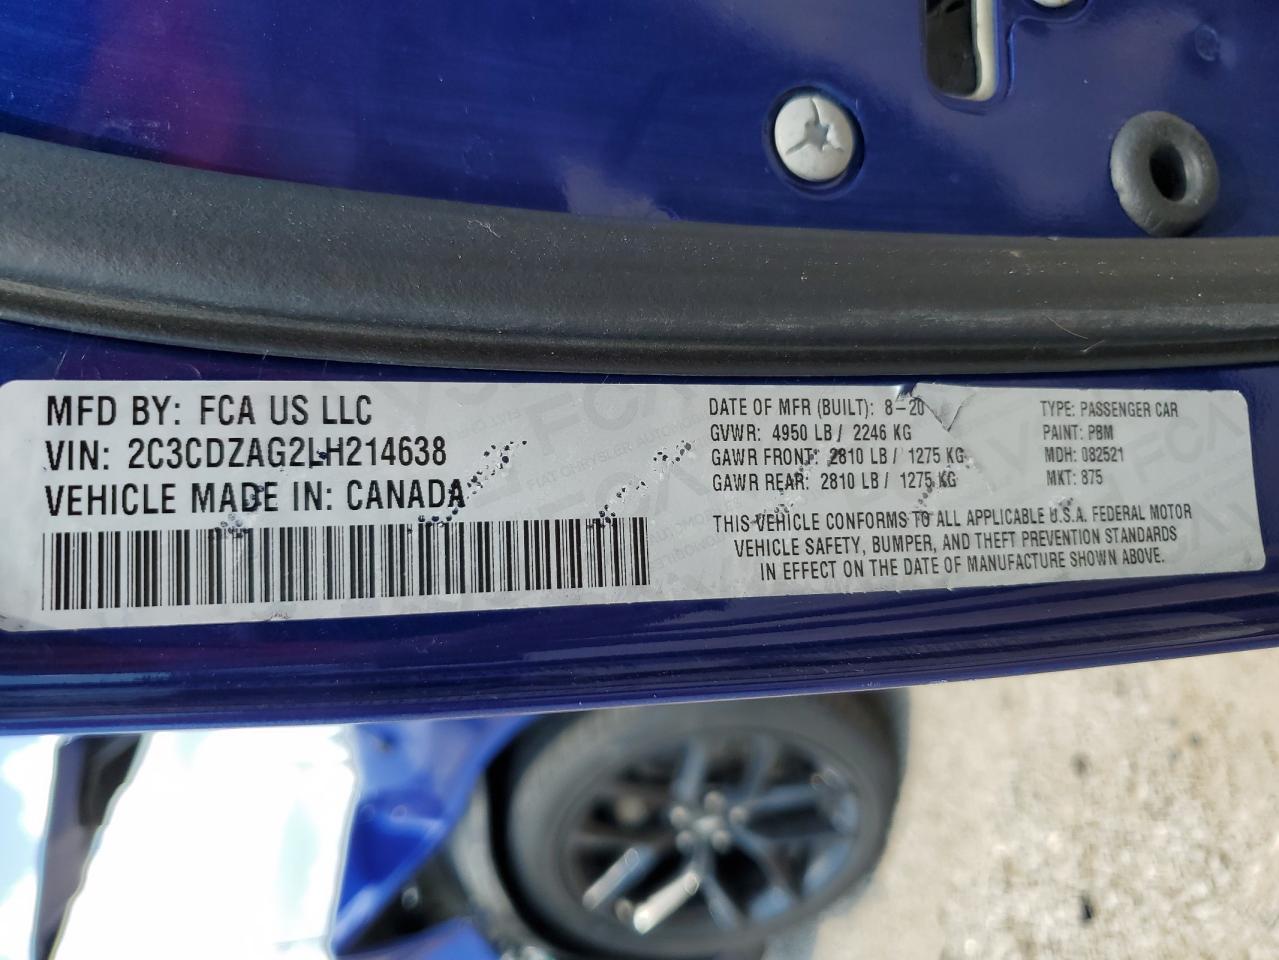 MFD BY: FCA US LLC
VIN: 2C3CDZAG2LH214638
VEHICLE MADE IN: CANADA
DATE OF MFR (BUILT): 8-20
GVWR: 4950 LB / 2246 KG
GAWR FRONT: 2810 LB / 1275 KG
GAWR REAR: 2810 LB / 1275 KG
TYPE: PASSENGER CAR
PAINT: PBM
MDH: 082521
MKT: 875
THIS VEHICLE CONFORMS TO ALL APPLICABLE U.S.A. FEDERAL MOTOR
VEHICLE SAFETY, BUMPER, AND THEFT PREVENTION STANDARDS
IN EFFECT ON THE DATE OF MANUFACTURE SHOWN ABOVE.